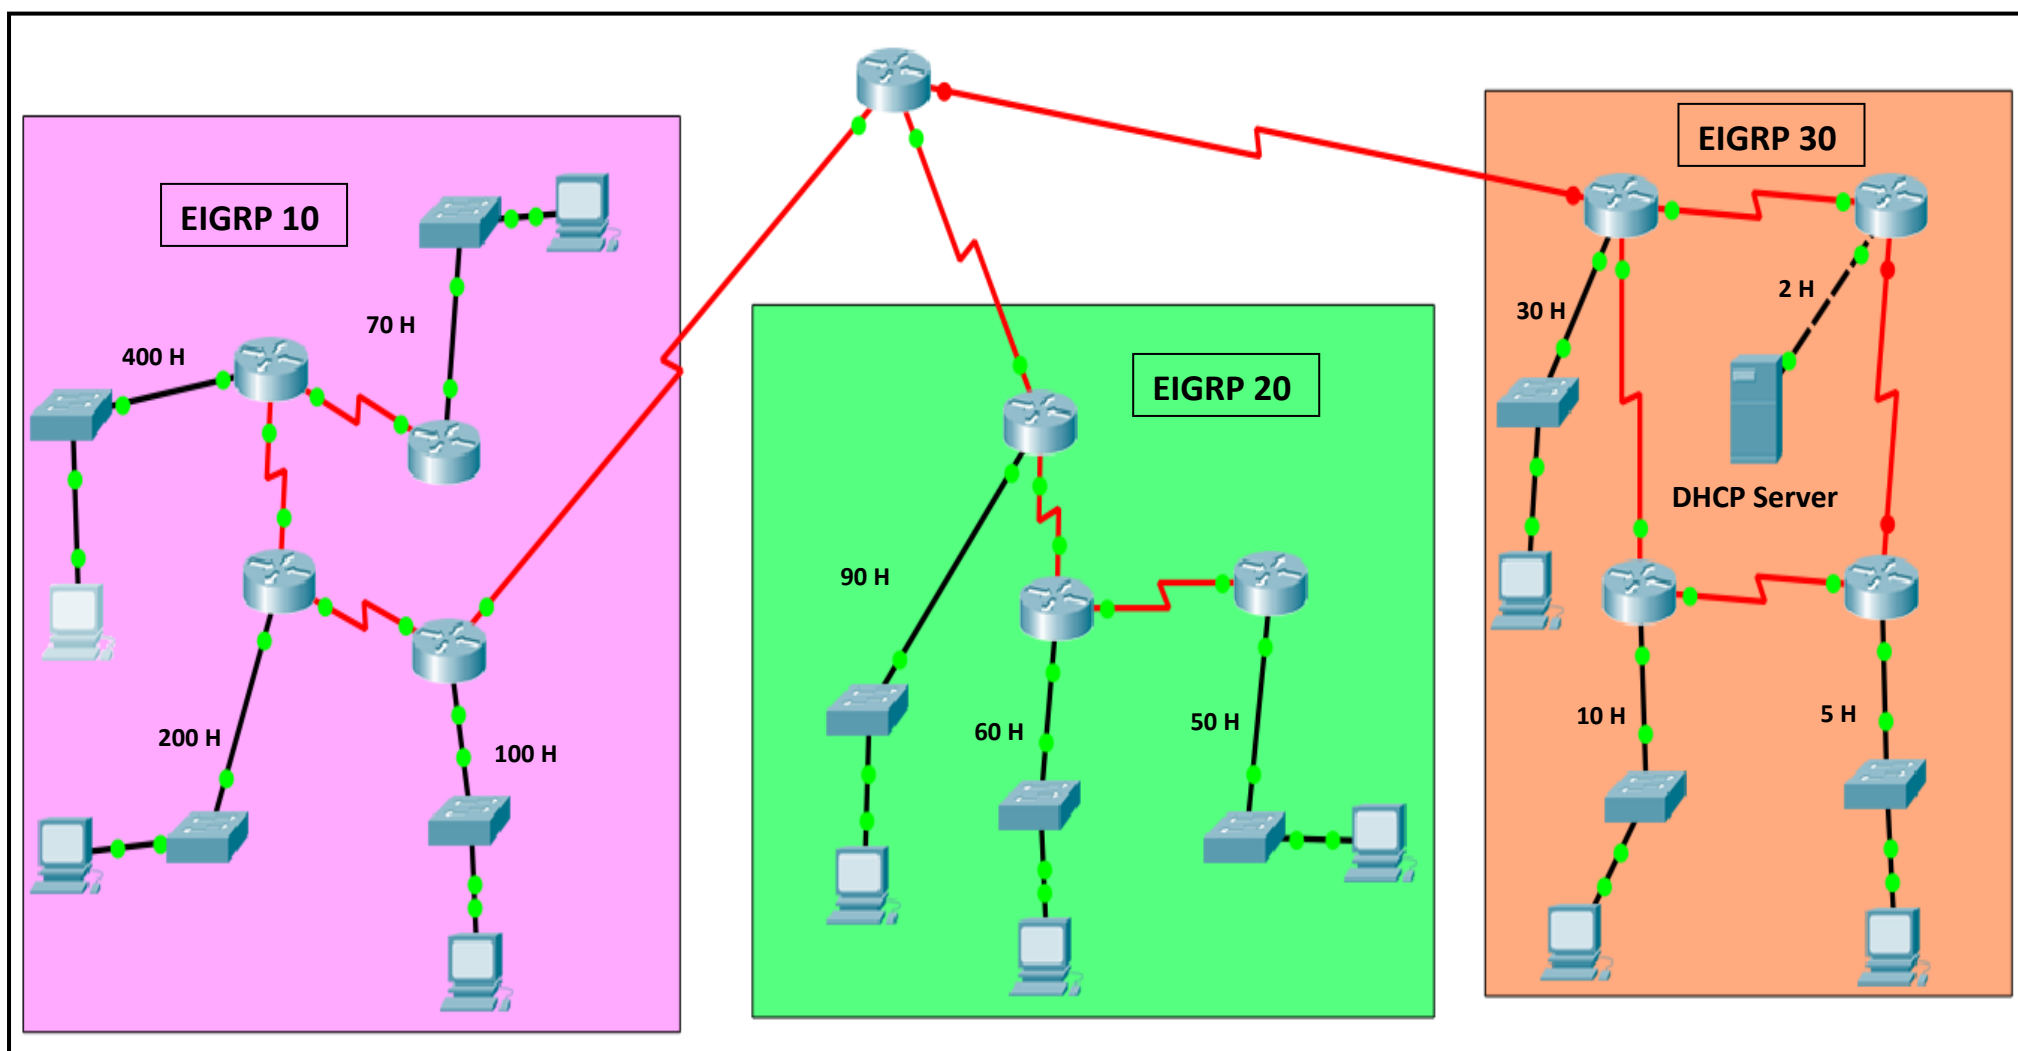 EIGRP 10
70 H
400 H
200 H
100 H
EIGRP 20
90 H
60 H
50 H
EIGRP 30
2 H
30 H
DHCP Server
10 H
5 H